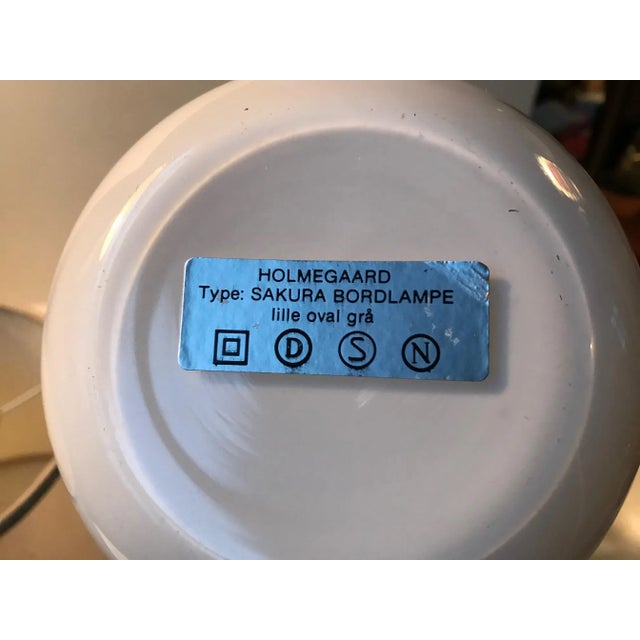 HOLMEGAARD
Type: SAKURA BORDLAMPE
lille oval grå
D S N